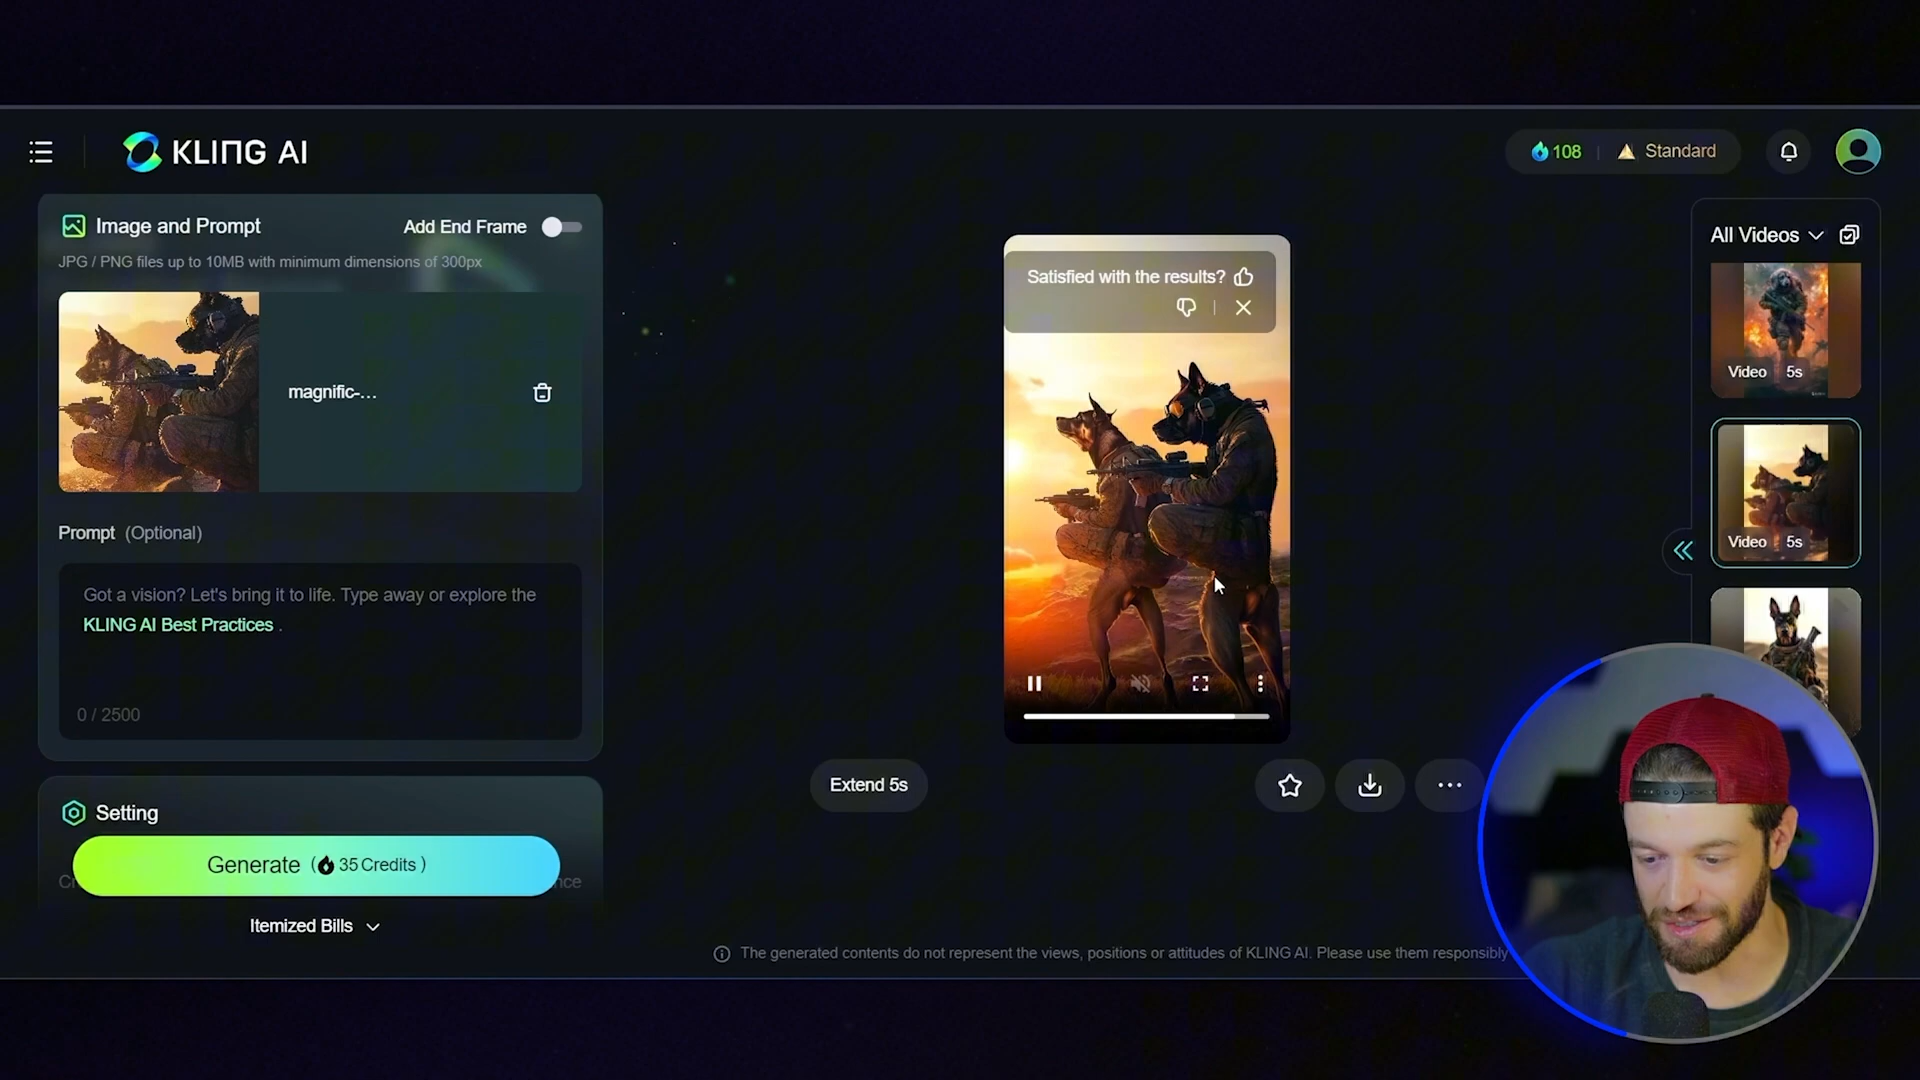 KLING AI
108
Standard
Image and Prompt
Add End Frame
JPG / PNG files up to 10MB with minimum dimensions of 300px
magnific-...
Prompt (Optional)
Got a vision? Let's bring it to life. Type away or explore the
KLING AI Best Practices .
0 / 2500
Setting
Generate ( 35 Credits )
Itemized Bills
Satisfied with the results?
Extend 5s
The generated contents do not represent the views, positions or attitudes of KLING AI. Please use them responsibly
All Videos
Video 5s
Video 5s